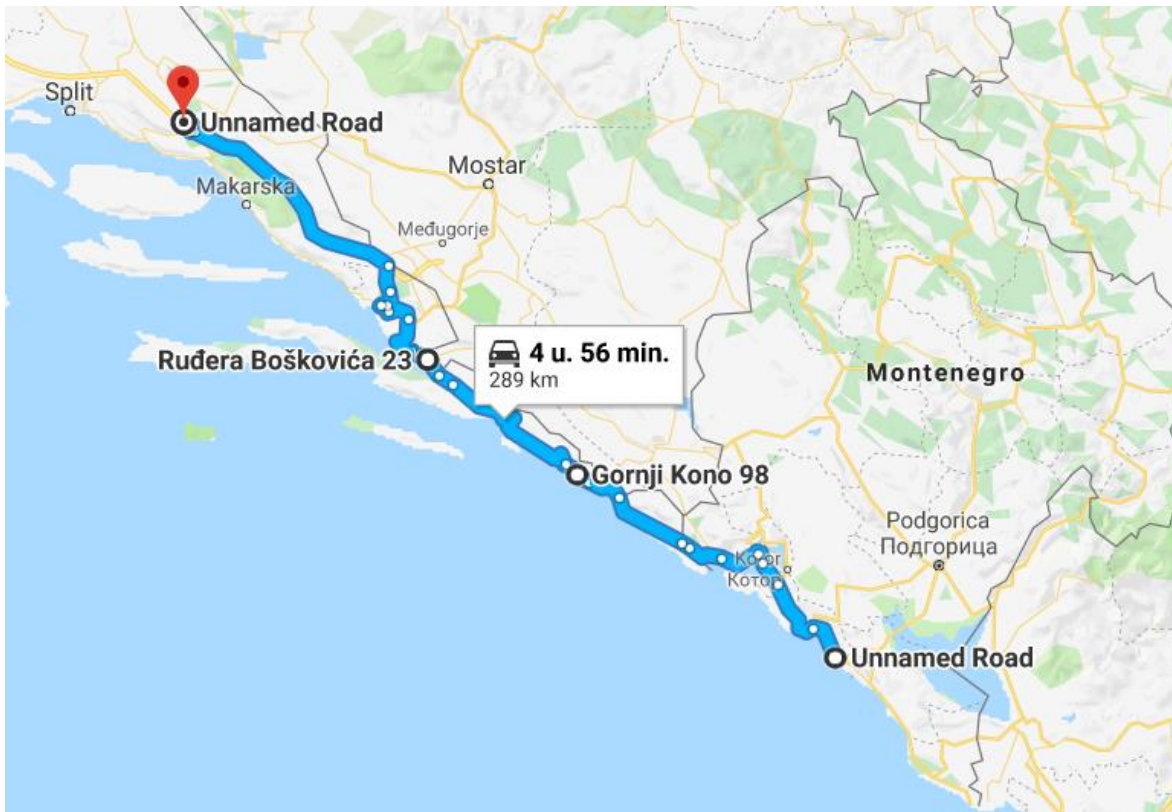 Split
Unnamed Road
Mostar
Makarska
Međugorje
4 u. 56 min.
289 km
Ruđera Boškovića 23
Montenegro
Gornji Kono 98
Podgorica
Подгорица
Kotor
Котор
Unnamed Road